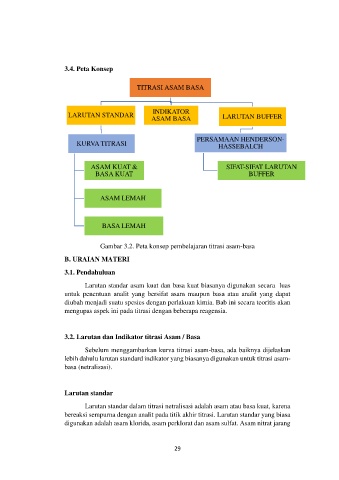 3.4. Peta Konsep
TITRASI ASAM BASA
LARUTAN STANDAR
INDIKATOR
ASAM BASA
LARUTAN BUFFER
KURVA TITRASI
PERSAMAAN HENDERSON-
HASSEBALCH
ASAM KUAT &
BASA KUAT
SIFAT-SIFAT LARUTAN
BUFFER
ASAM LEMAH
BASA LEMAH
Gambar 3.2. Peta konsep pembelajaran titrasi asam-basa
B. URAIAN MATERI
3.1. Pendahuluan
Larutan standar asam kuat dan basa kuat biasanya digunakan secara luas
untuk penentuan analit yang bersifat asam maupun basa atau analit yang dapat
diubah menjadi suatu spesies dengan perlakuan kimia. Bab ini secara teoritis akan
mengupas aspek ini pada titrasi dengan beberapa reagensia.
3.2. Larutan dan Indikator titrasi Asam / Basa
Sebelum menggambarkan kurva titrasi asam-basa, ada baiknya dijelaskan
lebih dahulu larutan standard indikator yang biasanya digunakan untuk titrasi asam-
basa (netralisasi).
Larutan standar
Larutan standar dalam titrasi netralisasi adalah asam atau basa kuat, karena
bereaksi sempurna dengan analit pada titik akhir titrasi. Larutan standar yang biasa
digunakan adalah asam klorida, asam perklorat dan asam sulfat. Asam nitrat jarang
29